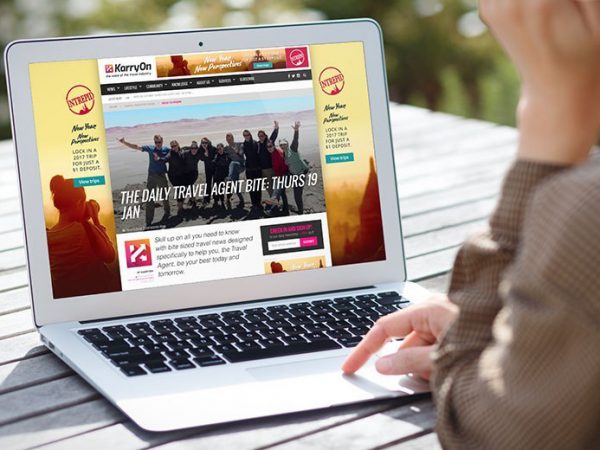 KarryOn
the voice of the travel industry
New Year,
New Perspectives
INTREPID
NEWS LIFESTYLE COMMUNITY KNOWLEDGE ABOUT US SERVICES SUBSCRIBE
INTREPID
New Year,
New
Perspectives
LOCK IN A
2017 TRIP
FOR JUST A
$1 DEPOSIT.
View trips
THE DAILY TRAVEL AGENT BITE: THURS 19
JAN
Skill up on all you need to know
with bite sized travel news designed
specifically to help you, the Travel
Agent, be your best today and
tomorrow.
CHECK IN AND SIGN UP!
INTREPID
New Year,
New
Perspectives
LOCK IN A
2017 TRIP
FOR JUST A
$1 DEPOSIT.
View trips